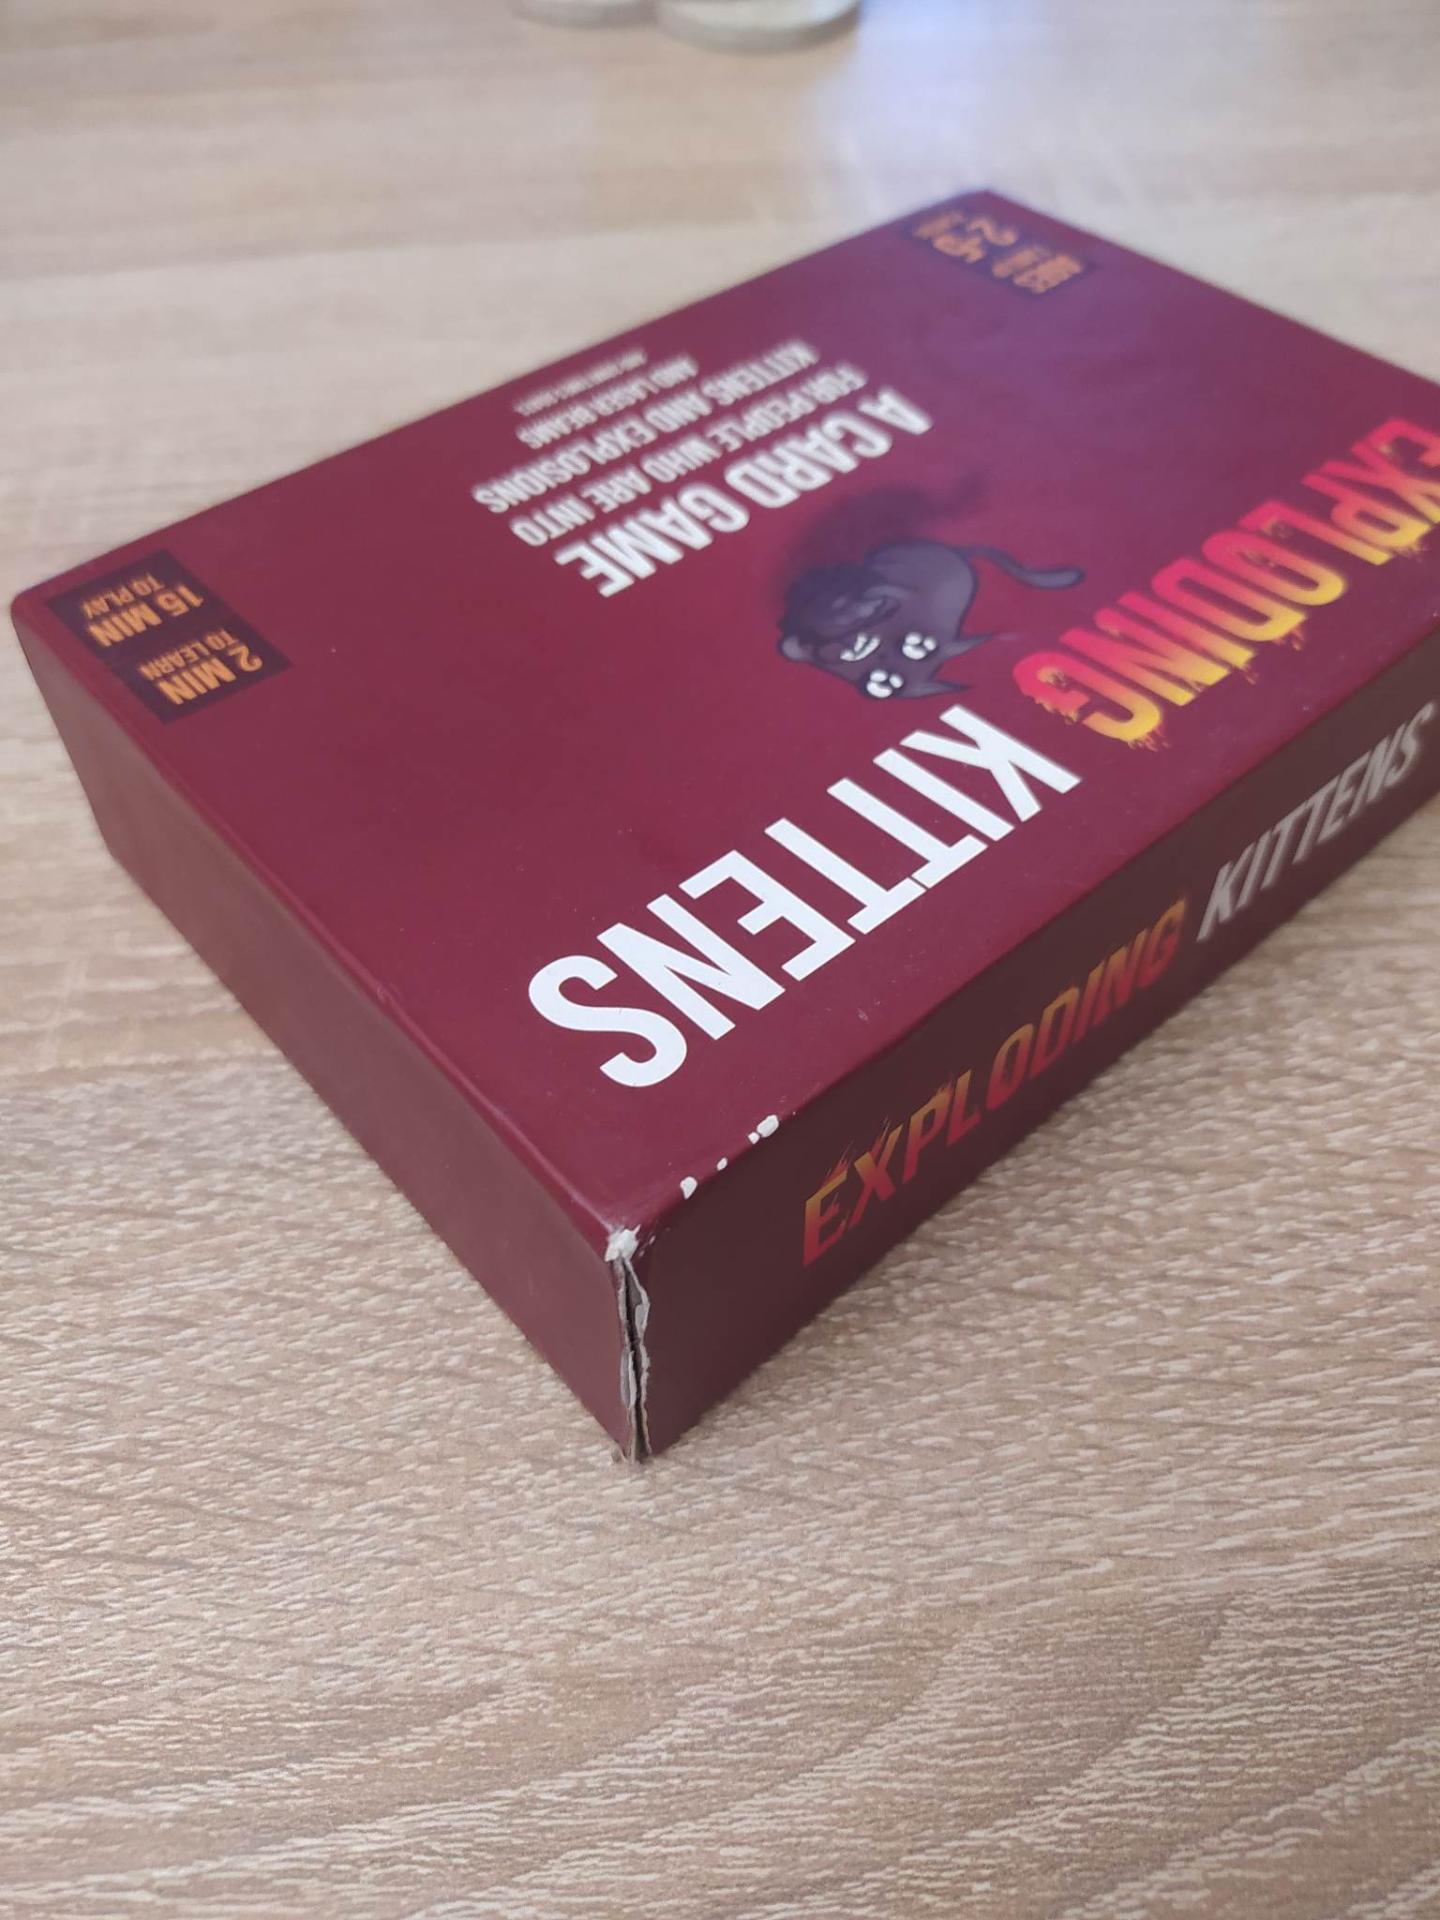 EXPLODING
KITTENS
A CARD GAME
FOR PEOPLE WHO ARE INTO
KITTENS AND EXPLOSIONS
AND LASER BEAMS
2 MIN
TO LEARN
15 MIN
TO PLAY
2
EXPLODING KITTENS